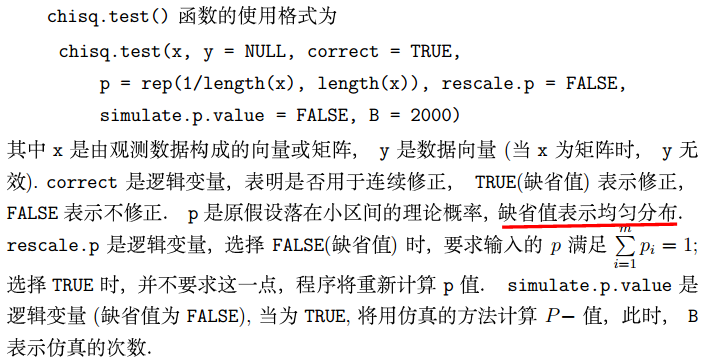 chisq.test() 函数的使用格式为
chisq.test(x, y = NULL, correct = TRUE,
p = rep(1/length(x), length(x)), rescale.p = FALSE,
simulate.p.value = FALSE, B = 2000)
其中 x 是由观测数据构成的向量或矩阵, y 是数据向量 (当 x 为矩阵时, y 无
效). correct 是逻辑变量, 表明是否用于连续修正, TRUE(缺省值) 表示修正,
FALSE 表示不修正. p 是原假设落在小区间的理论概率, 缺省值表示均匀分布.
rescale.p 是逻辑变量, 选择 FALSE(缺省值) 时, 要求输入的 p 满足 $\sum_{i=1}^{m} p_i = 1$;
选择 TRUE 时, 并不要求这一点, 程序将重新计算 p 值. simulate.p.value 是
逻辑变量 (缺省值为 FALSE), 当为 TRUE, 将用仿真的方法计算 P− 值, 此时, B
表示仿真的次数.